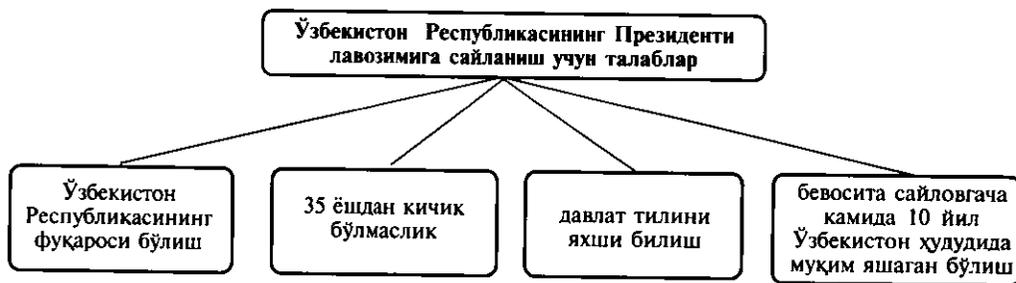 Ўзбекистон Республикасининг Президенти
лавозимига сайланиш учун талаблар
Ўзбекистон
Республикасининг
фуқароси бўлиш
35 ёшдан кичик
бўлмаслик
давлат тилини
яхши билиш
бевосита сайловгача
камида 10 йил
Ўзбекистон ҳудудида
муқим яшаган бўлиш